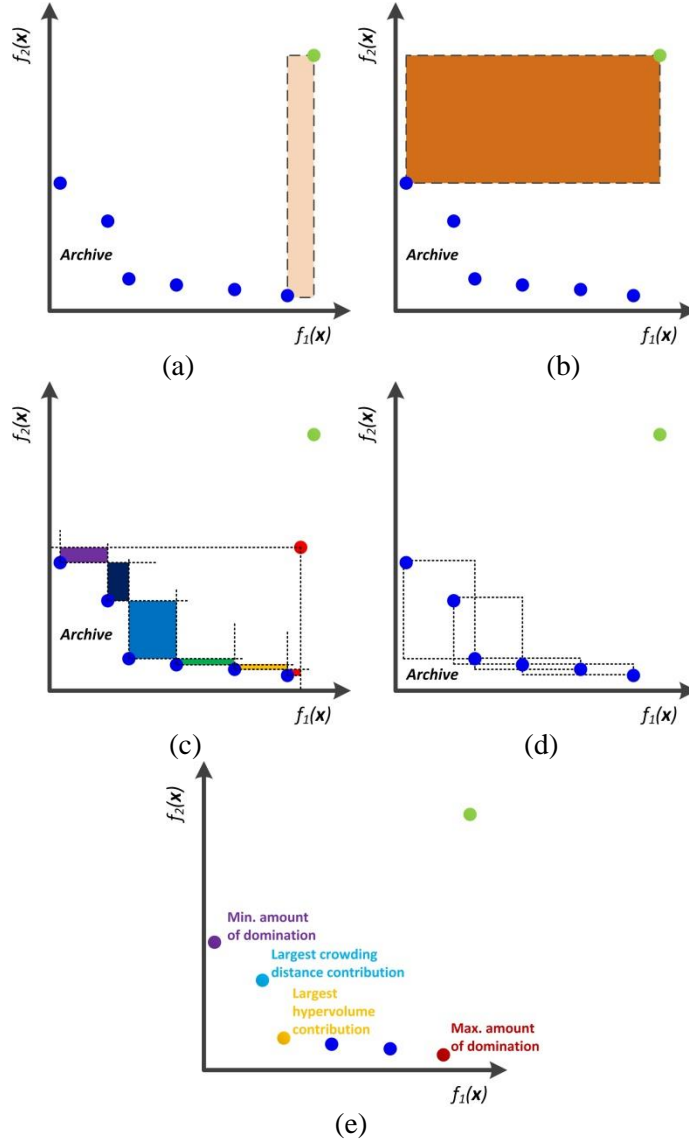 f₂(x)
f₂(x)
Archive
Archive
f₁(x)
f₁(x)
(a)
(b)
f₂(x)
f₂(x)
Archive
Archive
f₁(x)
f₁(x)
(c)
(d)
f₂(x)
Min. amount
of domination
Largest crowding
distance contribution
Largest
hypervolume
contribution
Max. amount
of domination
f₁(x)
(e)